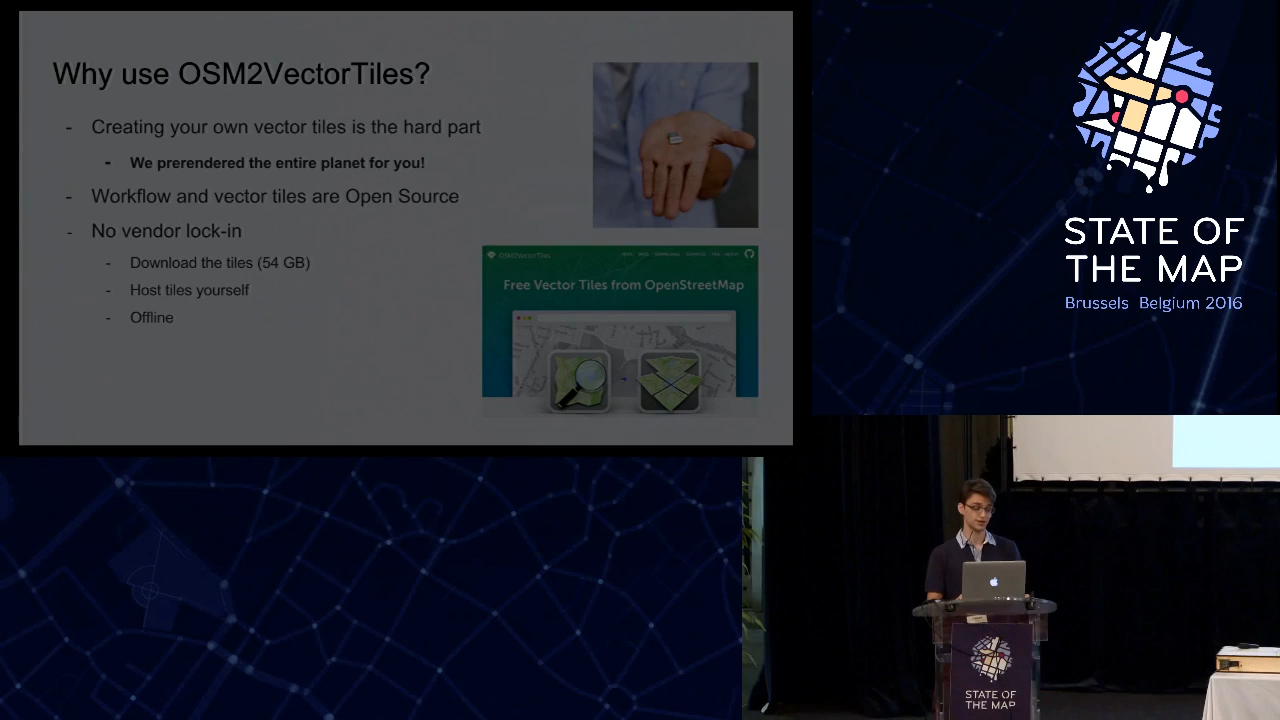 Why use OSM2VectorTiles?
- Creating your own vector tiles is the hard part
- We prerendered the entire planet for you!
- Workflow and vector tiles are Open Source
- No vendor lock-in
- Download the tiles (54 GB)
- Host tiles yourself
- Offline
OSM2VectorTiles
Free Vector Tiles from OpenStreetMap
STATE OF
THE MAP
Brussels Belgium 2016
STATE OF
THE MAP